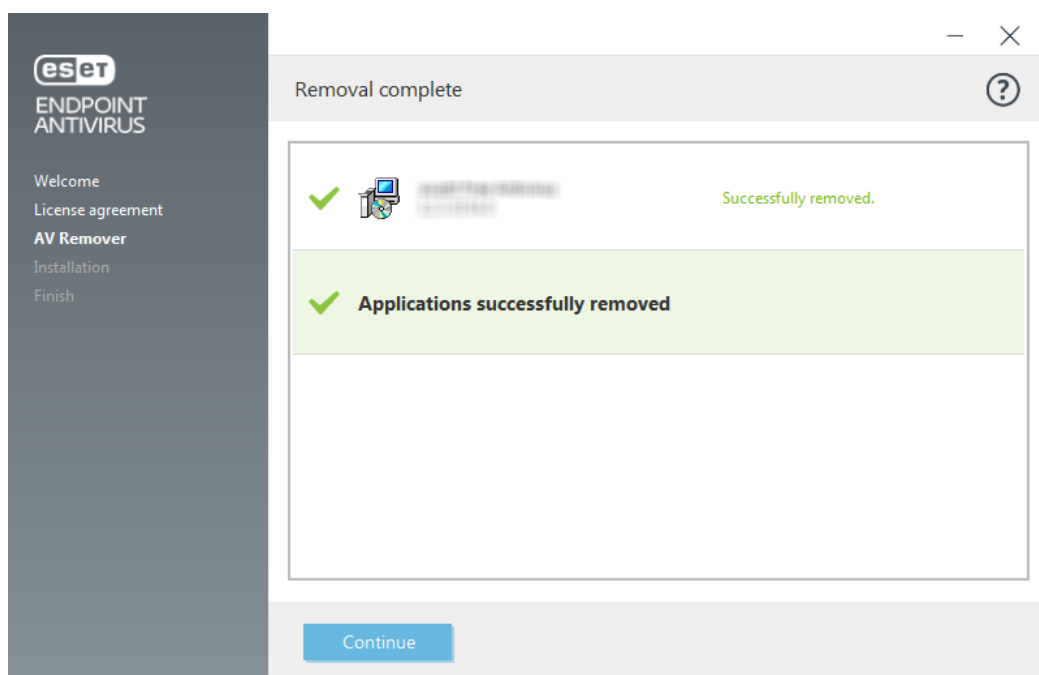 eseT
ENDPOINT
ANTIVIRUS
Welcome
License agreement
AV Remover
Installation
Finish
Removal complete
?
Successfully removed.
Applications successfully removed
Continue